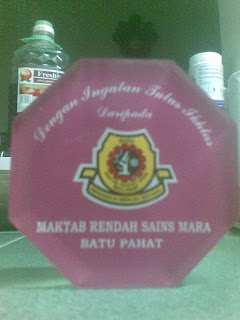 Dengan Ingatan Tulus Ikhlas
Daripada
MAKTAB RENDAH SAINS MARA
BATU PAHAT